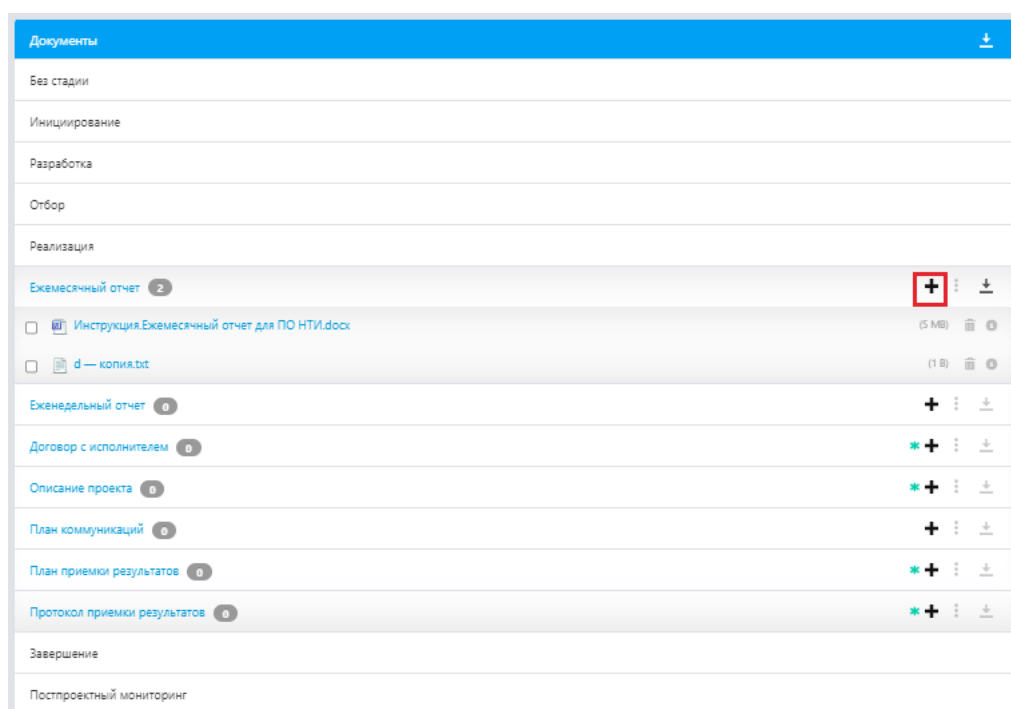 Документы
Без стадии
Инициирование
Разработка
Отбор
Реализация
Ежемесячный отчет 2
Инструкция.Ежемесячный отчет для ПО НТИ.docx (5 MB)
d — копия.txt (1 B)
Еженедельный отчет 0
Договор с исполнителем 0
Описание проекта 0
План коммуникаций 0
План приемки результатов 0
Протокол приемки результатов 0
Завершение
Постпроектный мониторинг